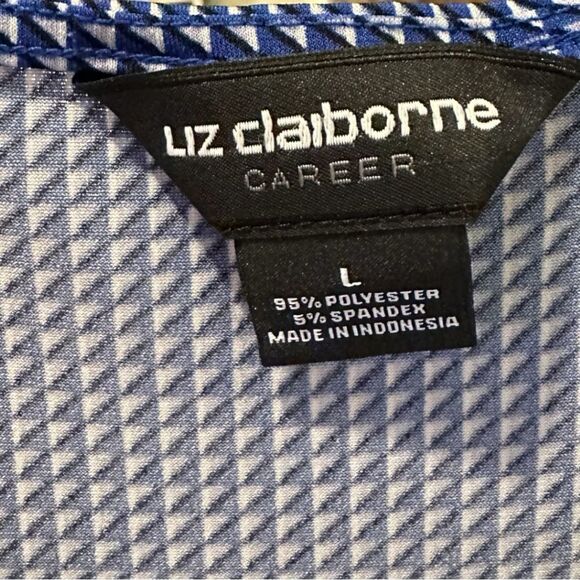 LIZ claiborne
CAREER
L
95% POLYESTER
5% SPANDEX
MADE IN INDONESIA